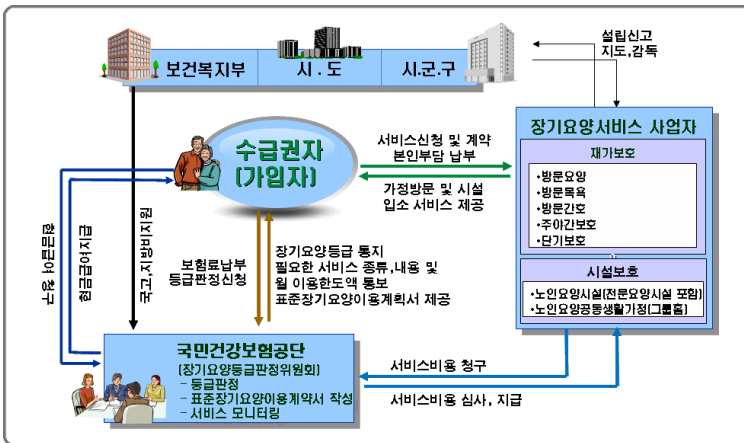 보건복지부
시 . 도
시.군.구
설립신고
지도,감독
수급권자
(가입자)
서비스신청 및 계약
본인부담 납부
가정방문 및 시설
입소 서비스 제공
장기요양서비스 사업자
재가보호
•방문요양
•방문목욕
•방문간호
•주야간보호
•단기보호
시설보호
•노인요양시설(전문요양시설 포함)
•노인요양공동생활가정(그룹홈)
현금급여 청구
현금급여지급
국고,지방비지원
보험료납부
등급판정신청
장기요양등급 통지
필요한 서비스 종류,내용 및
월 이용한도액 통보
표준장기요양이용계획서 제공
국민건강보험공단
(장기요양등급판정위원회)
– 등급판정
– 표준장기요양이용계약서 작성
– 서비스 모니터링
서비스비용 청구
서비스비용 심사, 지급